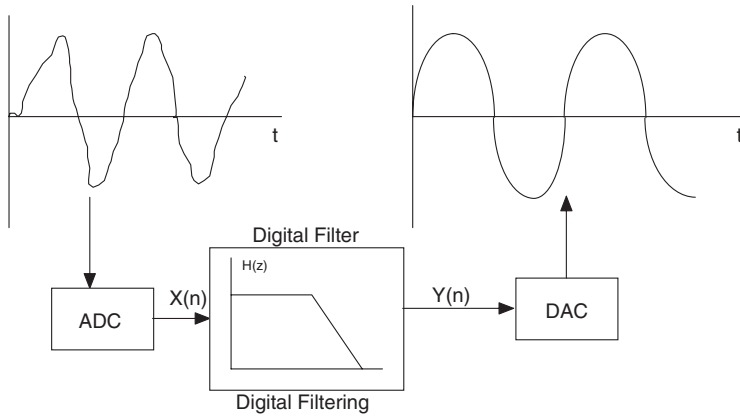 t
t
Digital Filter
H(z)
X(n)
Y(n)
ADC
DAC
Digital Filtering